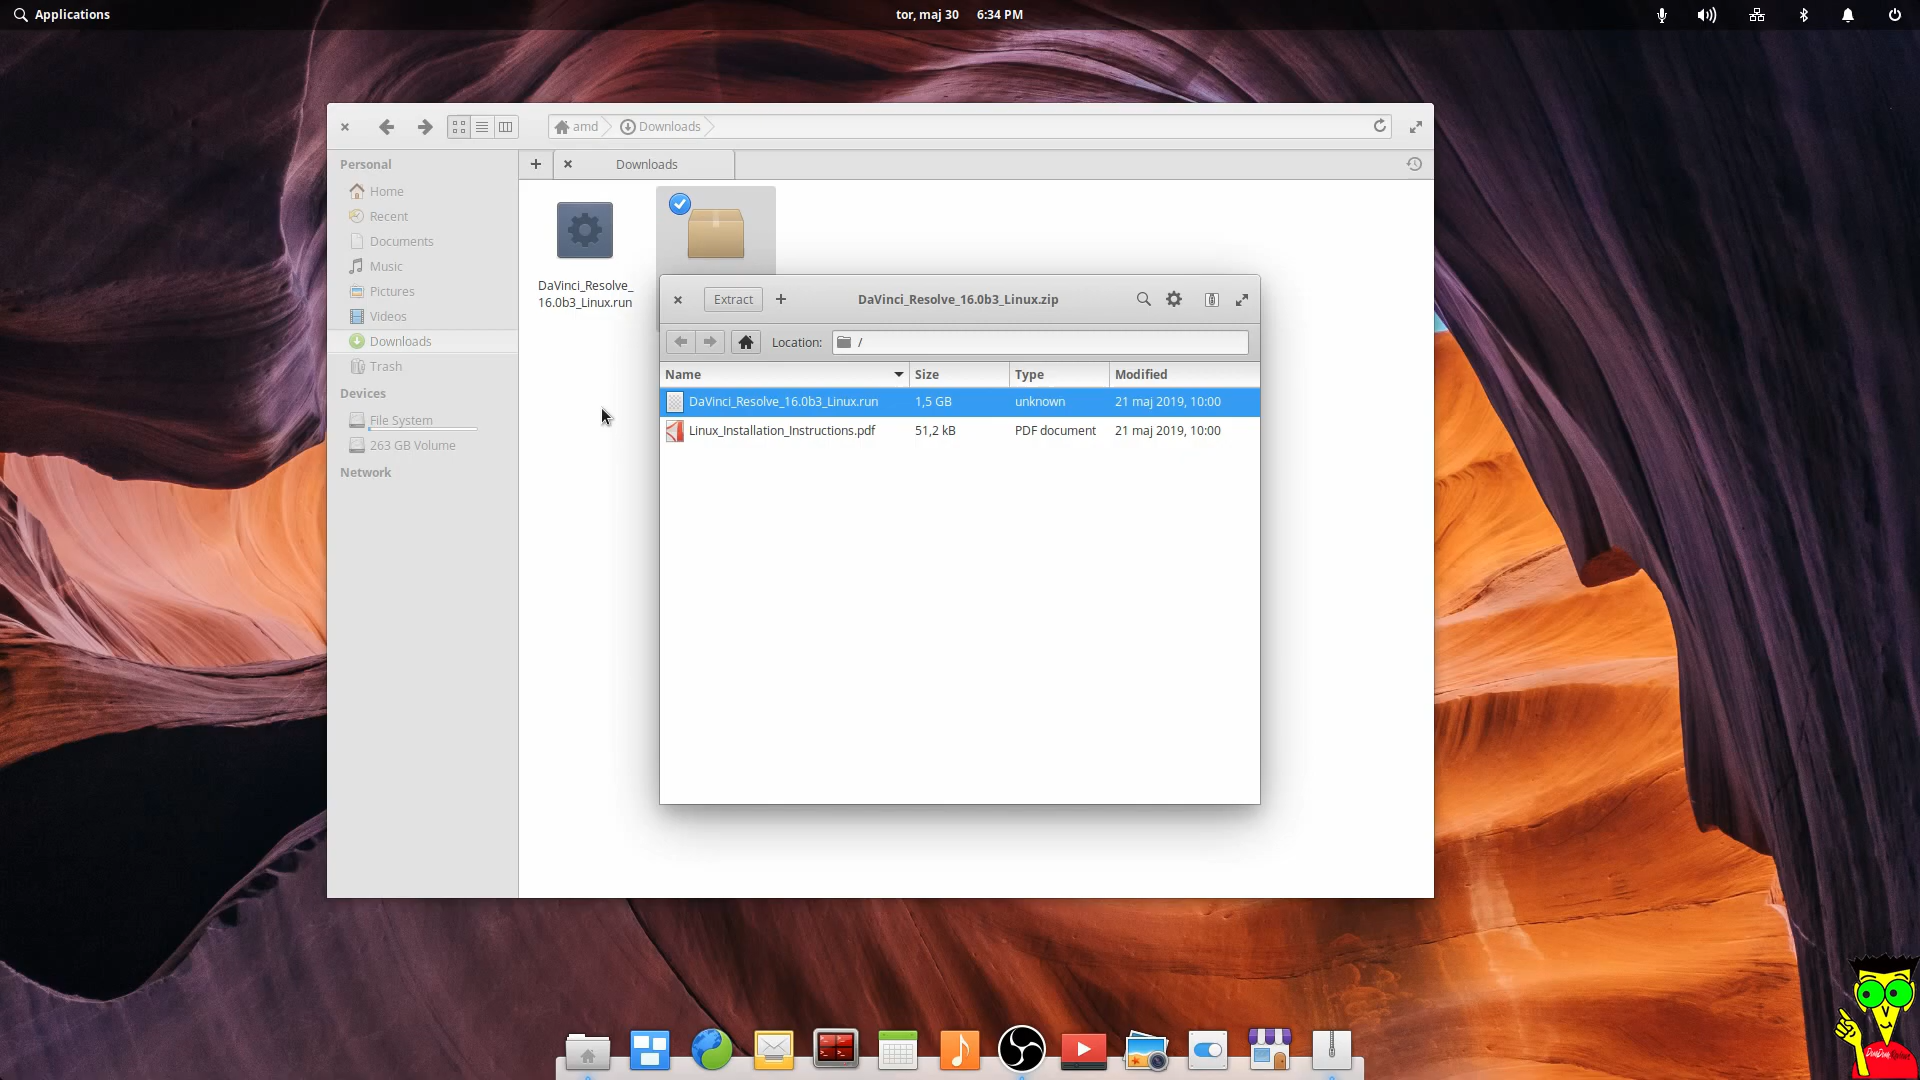 Applications
tor, maj 30 6:34 PM
amd Downloads
Downloads
Personal
Home
Recent
Documents
Music
Pictures
Videos
Downloads
Trash
Devices
File System
263 GB Volume
Network
DaVinci_Resolve_
16.0b3_Linux.run
Extract
DaVinci_Resolve_16.0b3_Linux.zip
Location: /
Name Size Type Modified
DaVinci_Resolve_16.0b3_Linux.run 1,5 GB unknown 21 maj 2019, 10:00
Linux_Installation_Instructions.pdf 51,2 kB PDF document 21 maj 2019, 10:00